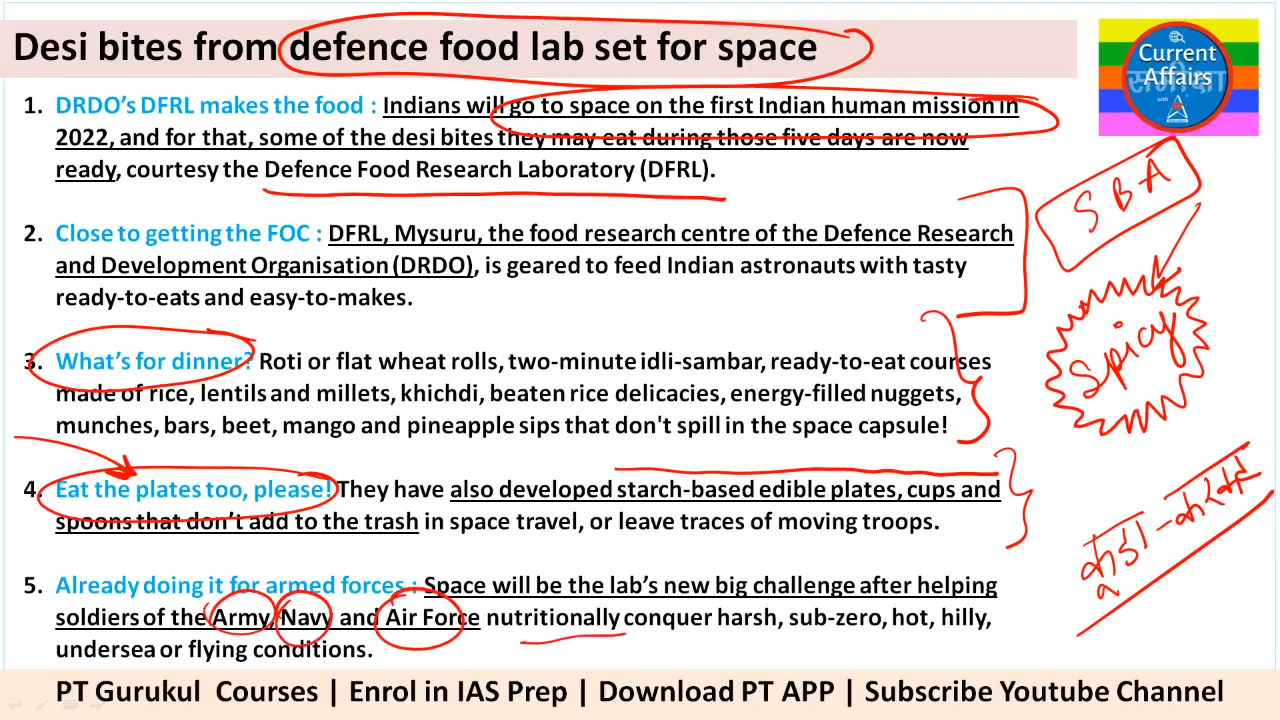 Desi bites from defence food lab set for space
Current
Affairs
with
1. DRDO's DFRL makes the food : Indians will go to space on the first Indian human mission in
2022, and for that, some of the desi bites they may eat during those five days are now
ready, courtesy the Defence Food Research Laboratory (DFRL).
SBA
2. Close to getting the FOC : DFRL, Mysuru, the food research centre of the Defence Research
and Development Organisation (DRDO), is geared to feed Indian astronauts with tasty
ready-to-eats and easy-to-makes.
Spicy
3. What's for dinner? Roti or flat wheat rolls, two-minute idli-sambar, ready-to-eat courses
made of rice, lentils and millets, khichdi, beaten rice delicacies, energy-filled nuggets,
munches, bars, beet, mango and pineapple sips that don't spill in the space capsule!
4. Eat the plates too, please! They have also developed starch-based edible plates, cups and
spoons that don't add to the trash in space travel, or leave traces of moving troops.
5. Already doing it for armed forces : Space will be the lab's new big challenge after helping
soldiers of the Army, Navy and Air Force nutritionally conquer harsh, sub-zero, hot, hilly,
undersea or flying conditions.
PT Gurukul Courses | Enrol in IAS Prep | Download PT APP | Subscribe Youtube Channel